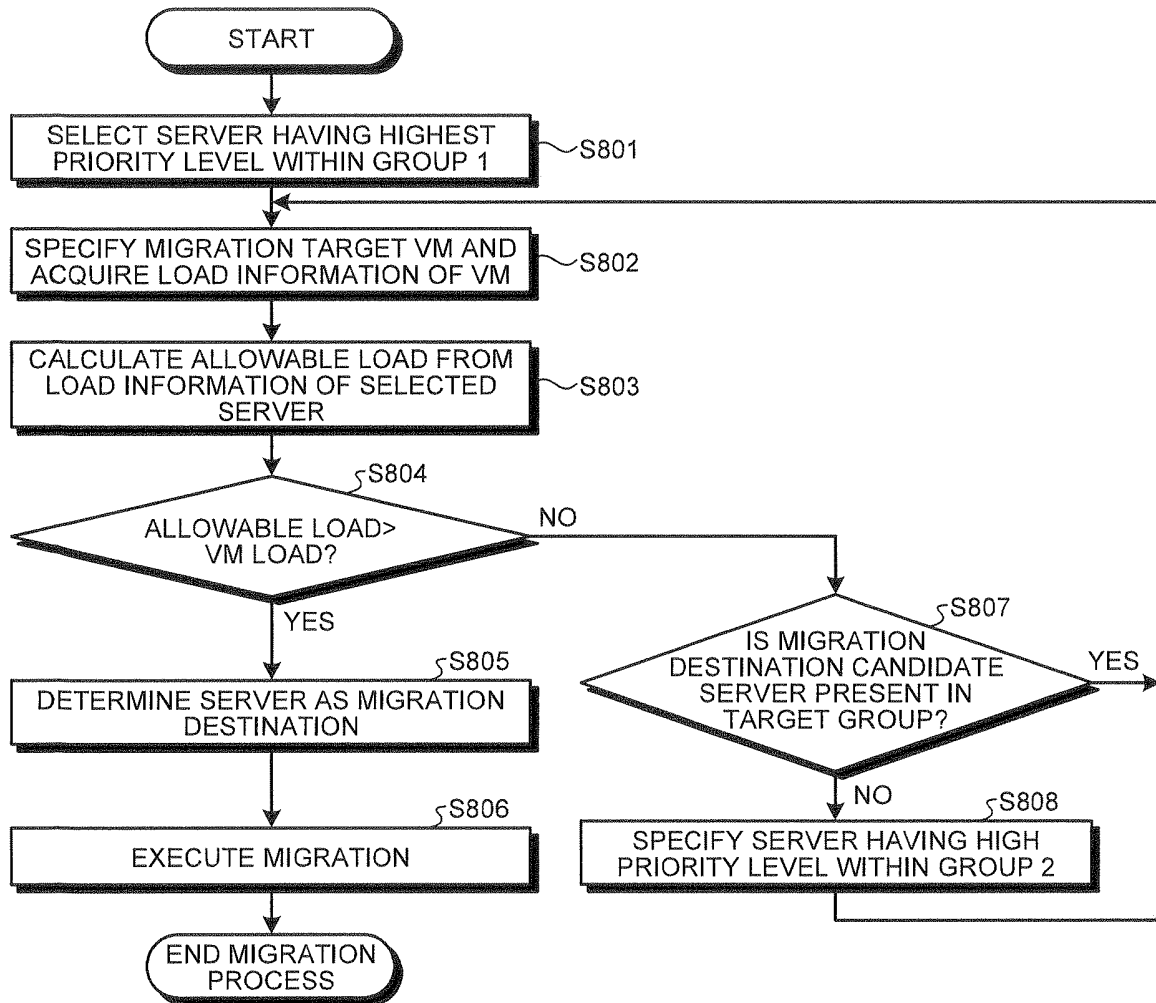 START
SELECT SERVER HAVING HIGHEST
PRIORITY LEVEL WITHIN GROUP 1
S801
SPECIFY MIGRATION TARGET VM AND
ACQUIRE LOAD INFORMATION OF VM
S802
CALCULATE ALLOWABLE LOAD FROM
LOAD INFORMATION OF SELECTED
SERVER
S803
S804
ALLOWABLE LOAD>
VM LOAD?
NO
YES
S805
DETERMINE SERVER AS MIGRATION
DESTINATION
S806
EXECUTE MIGRATION
END MIGRATION
PROCESS
S807
IS MIGRATION
DESTINATION CANDIDATE
SERVER PRESENT IN
TARGET GROUP?
YES
NO
S808
SPECIFY SERVER HAVING HIGH
PRIORITY LEVEL WITHIN GROUP 2